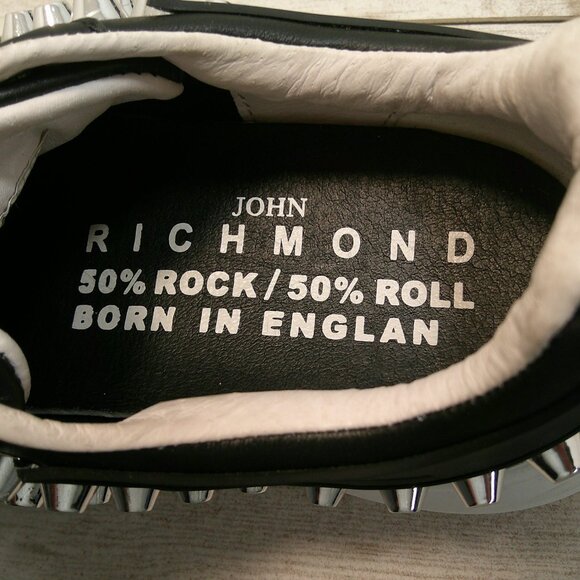 JOHN
RICHMOND
50% ROCK / 50% ROLL
BORN IN ENGLAN